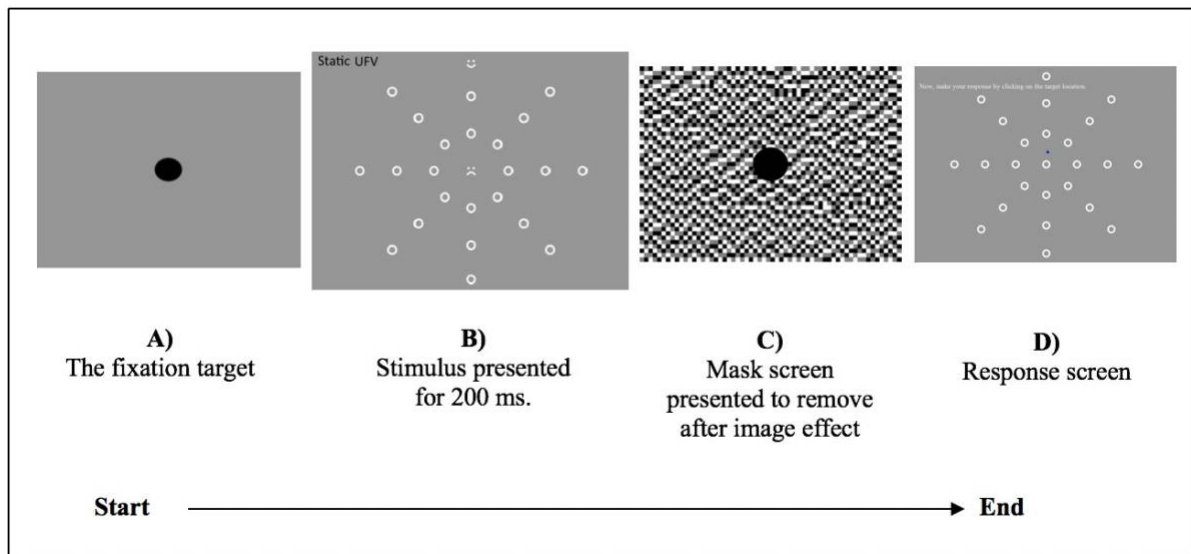 Static UFV
Now, make your response by clicking on the target location.
A)
The fixation target
B)
Stimulus presented
for 200 ms.
C)
Mask screen
presented to remove
after image effect
D)
Response screen
Start
End